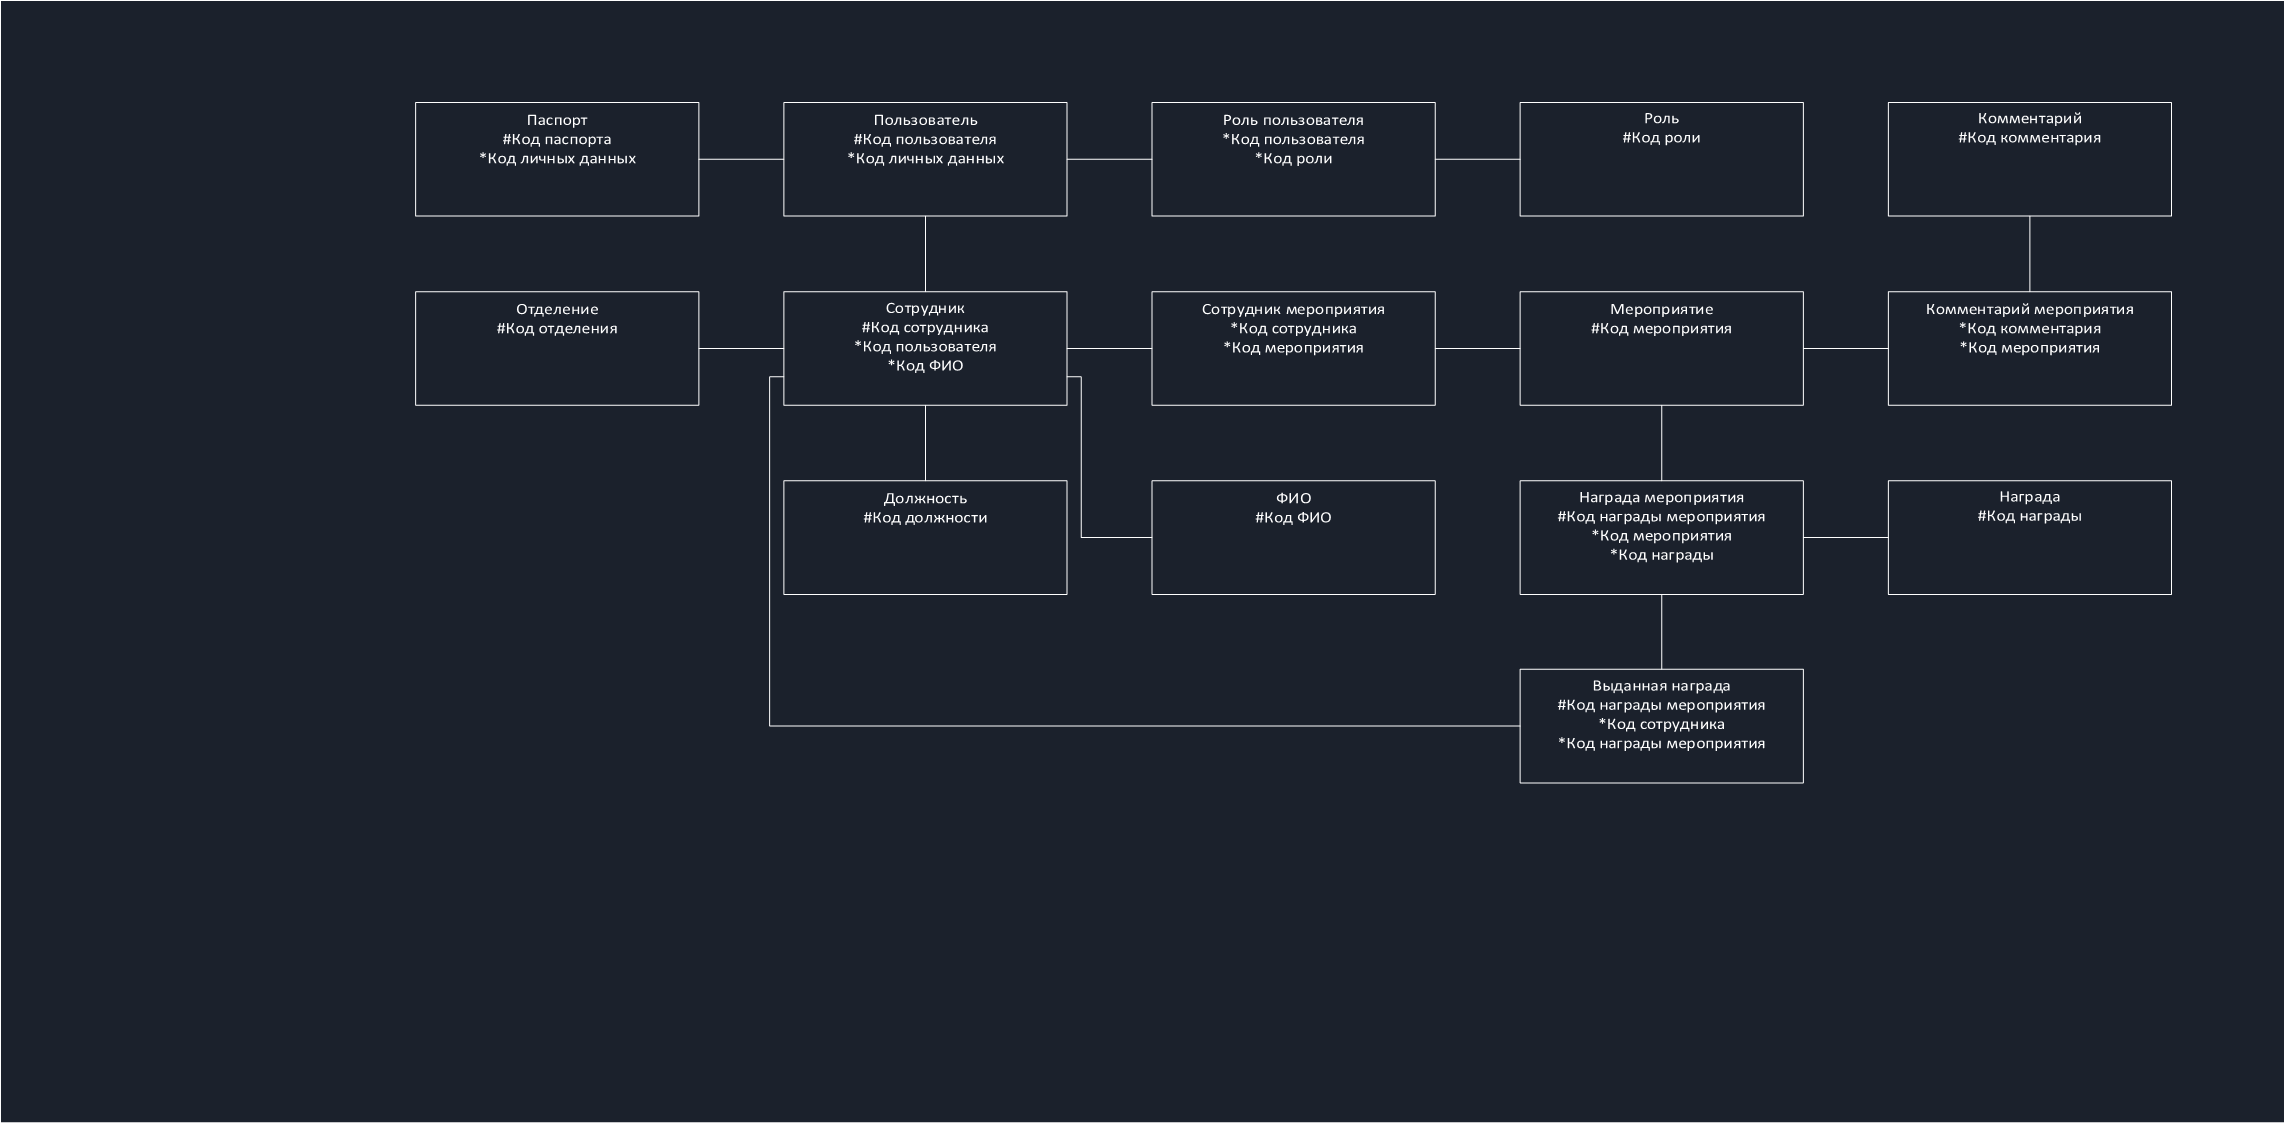 Паспорт
#Код паспорта
*Код личных данных
Пользователь
#Код пользователя
*Код личных данных
Роль пользователя
*Код пользователя
*Код роли
Роль
#Код роли
Комментарий
#Код комментария
Отделение
#Код отделения
Сотрудник
#Код сотрудника
*Код пользователя
*Код ФИО
Сотрудник мероприятия
*Код сотрудника
*Код мероприятия
Мероприятие
#Код мероприятия
Комментарий мероприятия
*Код комментария
*Код мероприятия
Должность
#Код должности
ФИО
#Код ФИО
Награда мероприятия
#Код награды мероприятия
*Код мероприятия
*Код награды
Награда
#Код награды
Выданная награда
#Код награды мероприятия
*Код сотрудника
*Код награды мероприятия